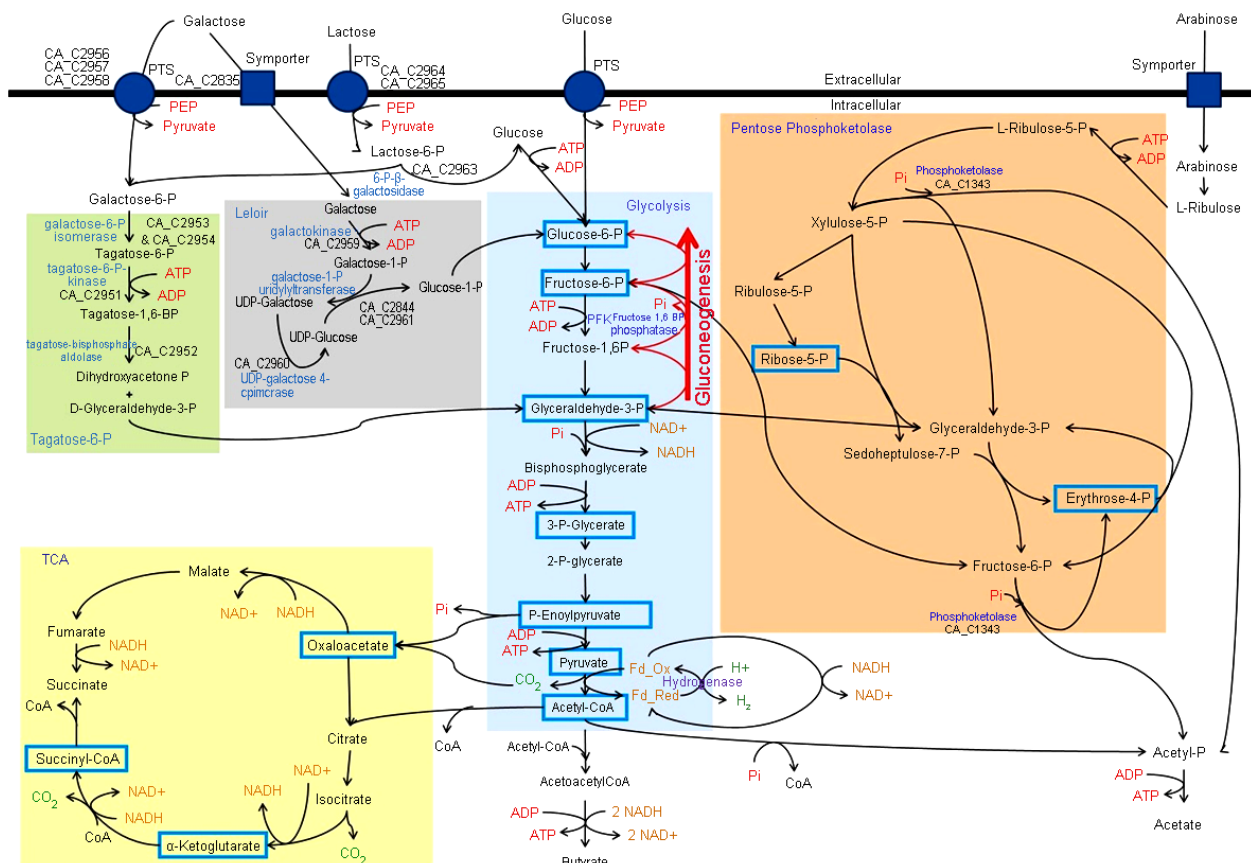 Galactose
Glucose
Arabinose
Lactose
CA_C2956
CA_C2957
CA_C2958
PTS
CA_C2835
Symporter
PTS
CA_C2964
CA_C2965
PTS
Symporter
Extracellular
Intracellular
PEP
Pyruvate
PEP
Pyruvate
PEP
Pyruvate
Lactose-6-P
CA_C2963
Glucose
ATP
ADP
6-P-β-
galactosidase
Galactose-6-P
galactose-6-P
isomerase
CA_C2953
& CA_C2954
Tagatose-6-P
tagatose-6-P-
kinase
ATP
ADP
CA_C2951
Tagatose-1,6-BP
tagatose-bisphosphate
aldolase
CA_C2952
Dihydroxyacetone P
+
D-Glyceraldehyde-3-P
Tagatose-6-P
Leloir
Galactose
galactokinase
CA_C2959
ATP
ADP
Galactose-1-P
galactose-1-P
uridylyltransferase
UDP-Galactose
Glucose-1-P
CA_C2844
CA_C2961
UDP-Glucose
CA_C2960
UDP-galactose 4-
cpimcrase
Glycolysis
Glucose-6-P
Fructose-6-P
ATP
ADP
PFK
Fructose 1,6 BP
phosphatase
Pi
Fructose-1,6P
Gluconeogenesis
Glyceraldehyde-3-P
Pi
NAD+
NADH
Bisphosphoglycerate
ADP
ATP
3-P-Glycerate
2-P-glycerate
P-Enoylpyruvate
Pi
ADP
ATP
Pyruvate
CO₂
Fd_Ox
Fd_Red
Hydrogenase
H+
H₂
NADH
NAD+
Acetyl-CoA
CoA
Acetyl-CoA
AcetoacetylCoA
ADP
ATP
2 NADH
2 NAD+
Butyrate
Pi
CoA
Acetyl-P
ADP
ATP
Acetate
Pentose Phosphoketolase
L-Ribulose-5-P
ATP
ADP
Arabinose
L-Ribulose
Pi
Phosphoketolase
CA_C1343
Xylulose-5-P
Ribulose-5-P
Ribose-5-P
Glyceraldehyde-3-P
Sedoheptulose-7-P
Erythrose-4-P
Fructose-6-P
Pi
Phosphoketolase
CA_C1343
TCA
Malate
NAD+
NADH
Fumarate
NADH
NAD+
Succinate
CoA
Oxaloacetate
Succinyl-CoA
Citrate
CO₂
NAD+
NADH
CoA
NADH
NAD+
Isocitrate
α-Ketoglutarate
CO₂